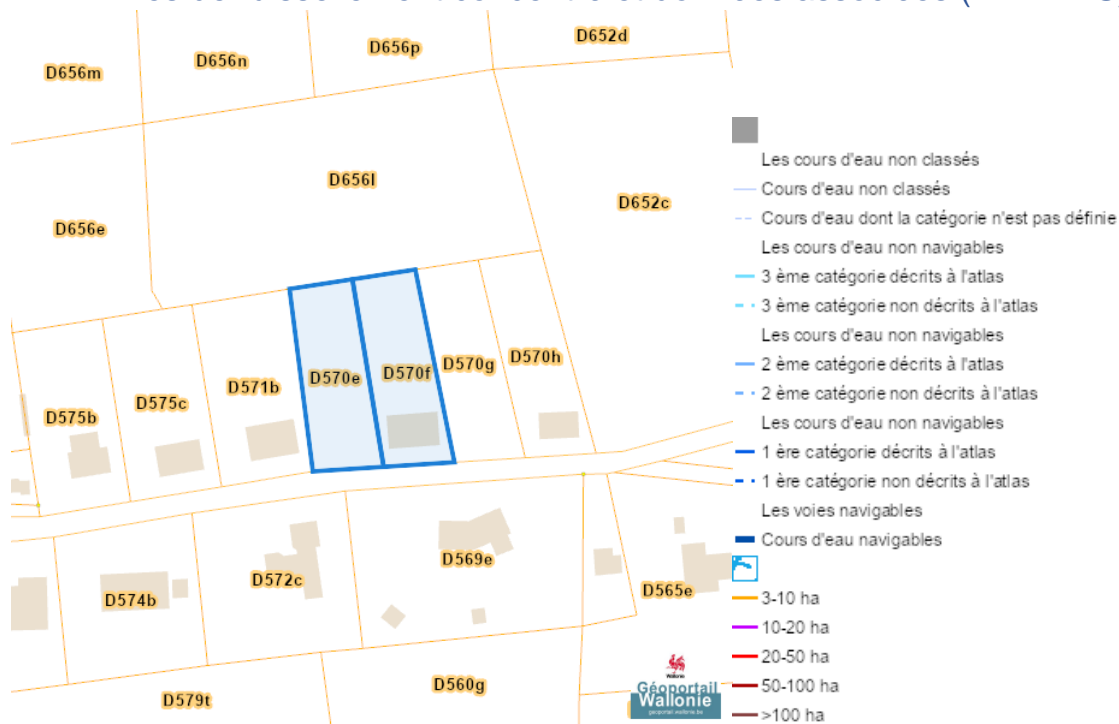 D656m
D656n
D656p
D652d
D656l
D652c
D656e
D570e
D570f
D570g
D570h
D571b
D575c
D575b
D574b
D572c
D569e
D565e
D579t
D560g
Wallonie
Géoportail
Wallonie
geoportail.wallonie.be
Les cours d'eau non classés
Cours d'eau non classés
Cours d'eau dont la catégorie n'est pas définie
Les cours d'eau non navigables
3 ème catégorie décrits à l'atlas
3 ème catégorie non décrits à l'atlas
Les cours d'eau non navigables
2 ème catégorie décrits à l'atlas
2 ème catégorie non décrits à l'atlas
Les cours d'eau non navigables
1 ère catégorie décrits à l'atlas
1 ère catégorie non décrits à l'atlas
Les voies navigables
Cours d'eau navigables
3-10 ha
10-20 ha
20-50 ha
50-100 ha
>100 ha